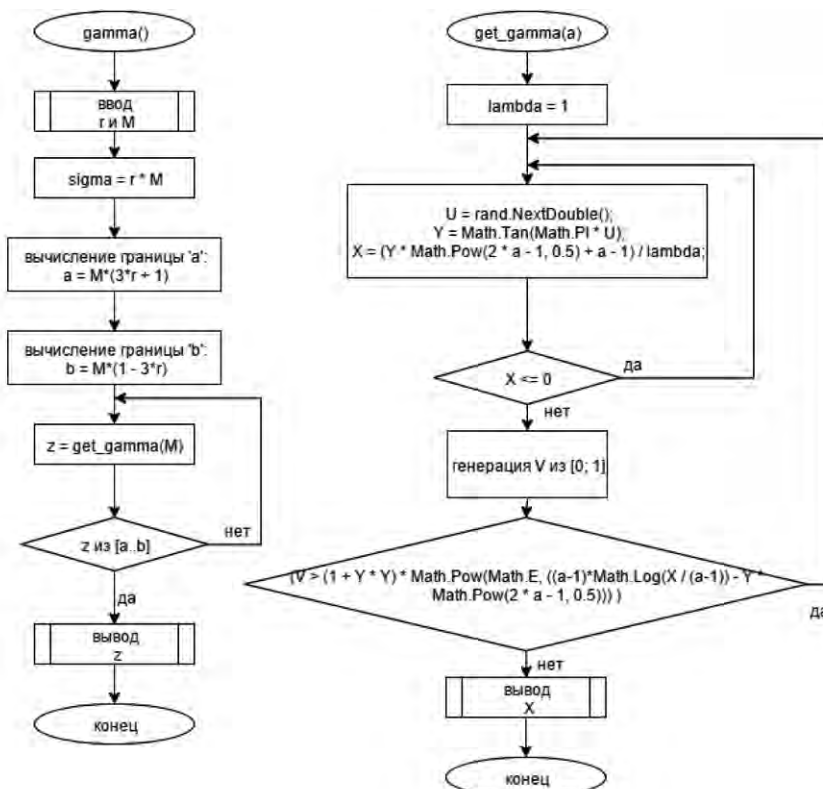 gamma()
ввод
r и M
sigma = r * M
вычисление границы 'a':
a = M*(3*r + 1)
вычисление границы 'b':
b = M*(1 - 3*r)
z = get_gamma(M)
z из [a..b]
нет
да
вывод
z
конец
get_gamma(a)
lambda = 1
U = rand.NextDouble();
Y = Math.Tan(Math.PI * U);
X = (Y * Math.Pow(2 * a - 1, 0.5) + a - 1) / lambda;
X <= 0
да
нет
генерация V из [0; 1]
(V > (1 + Y * Y) * Math.Pow(Math.E, ((a-1)*Math.Log(X / (a-1)) - Y *
Math.Pow(2 * a - 1, 0.5))) )
да
нет
вывод
X
конец